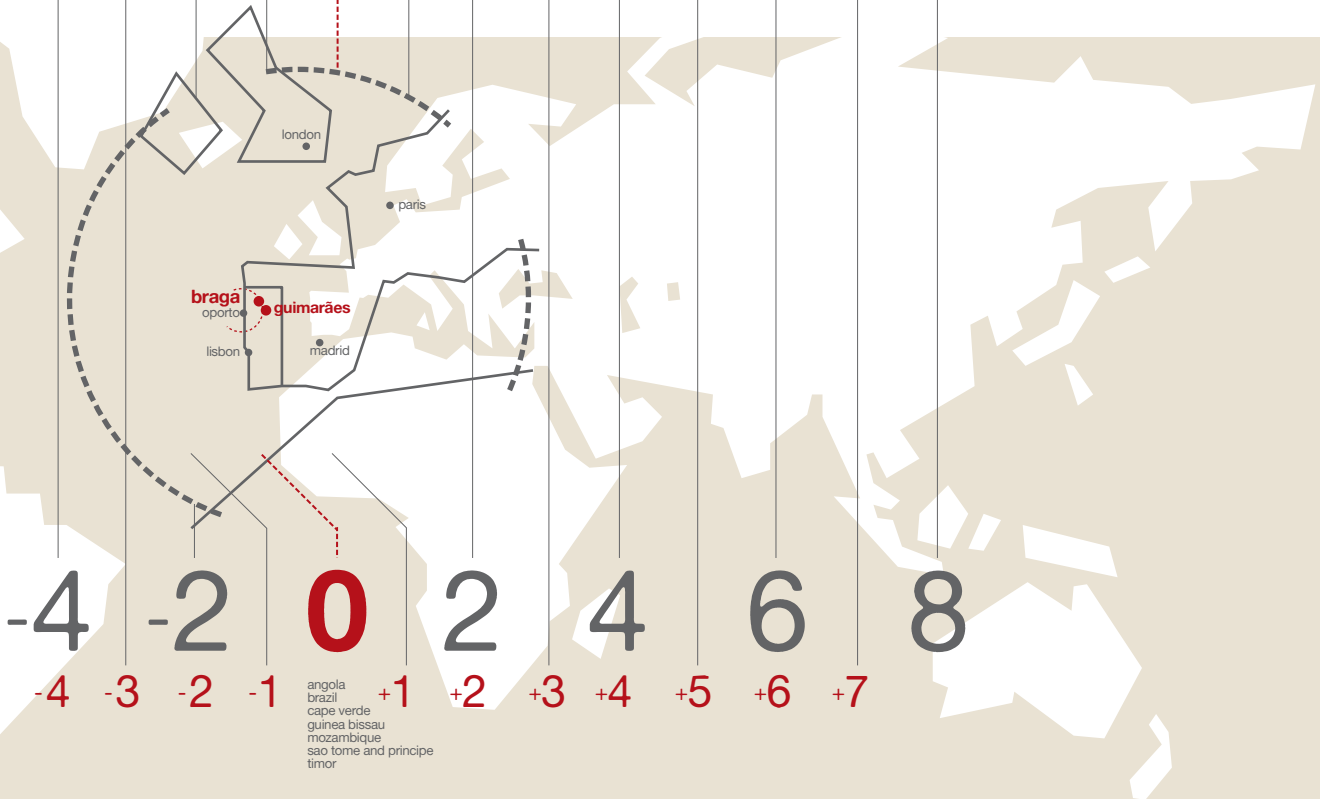 london
paris
braga
guimarães
oporto
madrid
lisbon
-4 -2 0 2 4 6 8
-4 -3 -2 -1 +1 +2 +3 +4 +5 +6 +7
angola
brazil
cape verde
guinea bissau
mozambique
sao tome and principe
timor